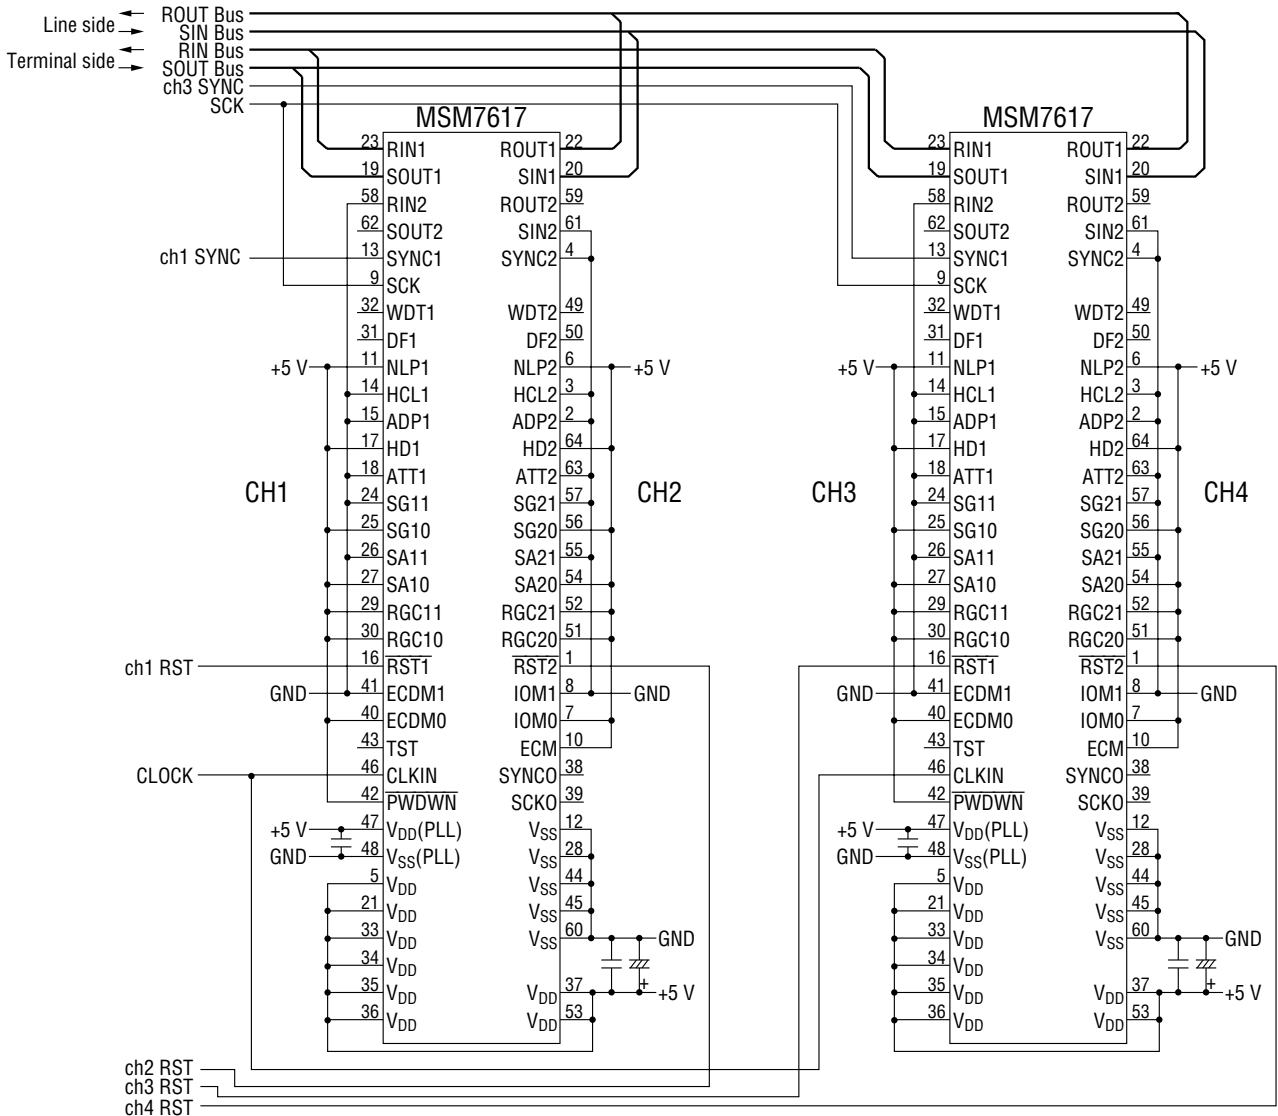 Line side
ROUT Bus
SIN Bus
Terminal side
RIN Bus
SOUT Bus
ch3 SYNC
SCK
MSM7617
23 RIN1 ROUT1 22
19 SOUT1 SIN1 20
58 RIN2 ROUT2 59
62 SOUT2 SIN2 61
ch1 SYNC 13 SYNC1 SYNC2 4
9 SCK
32 WDT1 WDT2 49
31 DF1 DF2 50
+5 V 11 NLP1 NLP2 6 +5 V
14 HCL1 HCL2 3
15 ADP1 ADP2 2
17 HD1 HD2 64
18 ATT1 ATT2 63
CH1 CH2
24 SG11 SG21 57
25 SG10 SG20 56
26 SA11 SA21 55
27 SA10 SA20 54
29 RGC11 RGC21 52
30 RGC10 RGC20 51
ch1 RST 16 RST1 RST2 1
GND 41 ECDM1 IOM1 8 GND
40 ECDM0 IOM0 7
43 TST ECM 10
CLOCK 46 CLKIN SYNCO 38
42 PWDWN SCKO 39
+5 V 47 VDD(PLL) VSS 12
GND 48 VSS(PLL) VSS 28
5 VDD VSS 44
21 VDD VSS 45
33 VDD VSS 60 GND
34 VDD
+
35 VDD VDD 37 +5 V
36 VDD VDD 53
MSM7617
23 RIN1 ROUT1 22
19 SOUT1 SIN1 20
58 RIN2 ROUT2 59
62 SOUT2 SIN2 61
13 SYNC1 SYNC2 4
9 SCK
32 WDT1 WDT2 49
31 DF1 DF2 50
+5 V 11 NLP1 NLP2 6 +5 V
14 HCL1 HCL2 3
15 ADP1 ADP2 2
17 HD1 HD2 64
18 ATT1 ATT2 63
CH3 CH4
24 SG11 SG21 57
25 SG10 SG20 56
26 SA11 SA21 55
27 SA10 SA20 54
29 RGC11 RGC21 52
30 RGC10 RGC20 51
16 RST1 RST2 1
GND 41 ECDM1 IOM1 8 GND
40 ECDM0 IOM0 7
43 TST ECM 10
46 CLKIN SYNCO 38
42 PWDWN SCKO 39
+5 V 47 VDD(PLL) VSS 12
GND 48 VSS(PLL) VSS 28
5 VDD VSS 44
21 VDD VSS 45
33 VDD VSS 60 GND
34 VDD
+
35 VDD VDD 37 +5 V
36 VDD VDD 53
ch2 RST
ch3 RST
ch4 RST